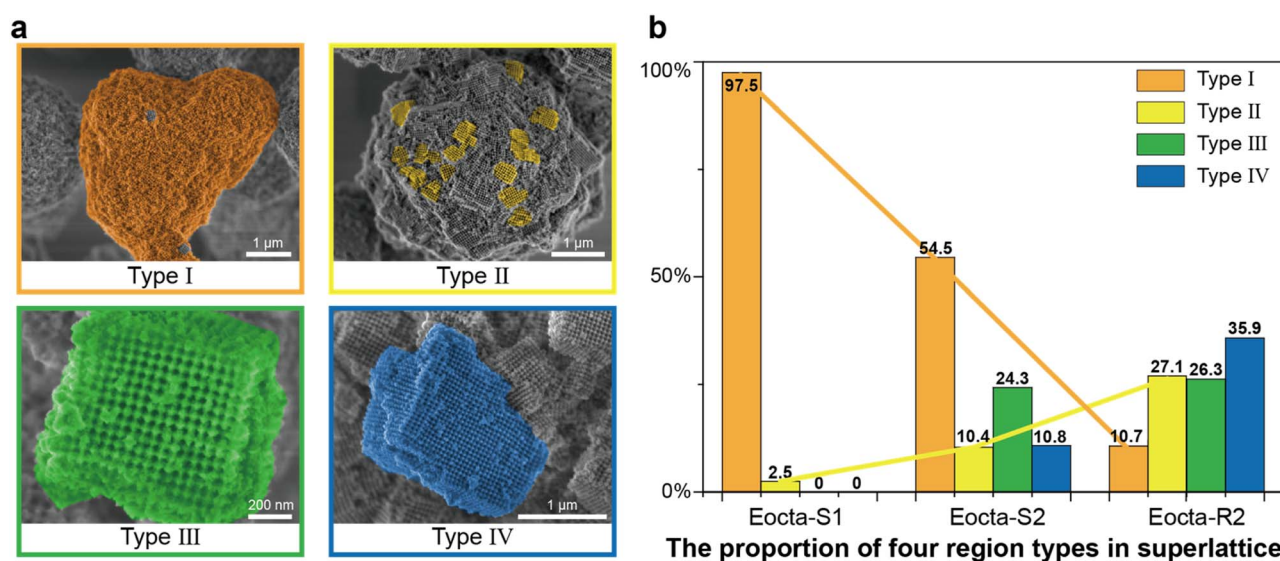 a
1 μm
Type I
1 μm
Type II
200 nm
Type III
1 μm
Type IV
b
100%
50%
0%
97.5
2.5
0
0
54.5
10.4
24.3
10.8
10.7
27.1
26.3
35.9
Type I
Type II
Type III
Type IV
Eocta-S1
Eocta-S2
Eocta-R2
The proportion of four region types in superlattice